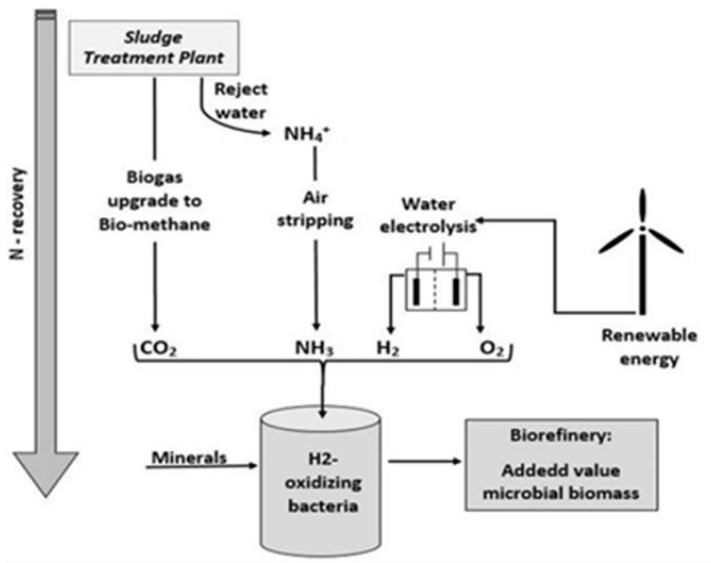 Sludge
Treatment Plant
Reject
water
NH₄⁺
N - recovery
Biogas
upgrade to
Bio-methane
Air
stripping
Water
electrolysis
Renewable
energy
CO₂
NH₃
H₂
O₂
Minerals
H2-
oxidizing
bacteria
Biorefinery:
Addedd value
microbial biomass